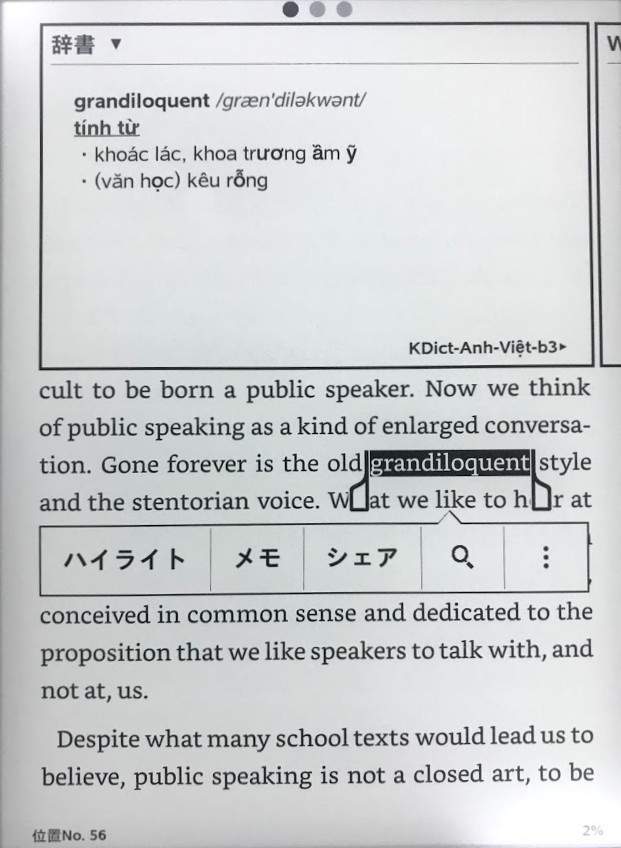 辞書 ▼
W
grandiloquent /græn'diləkwənt/
tính từ
· khoác lác, khoa trương ầm ỹ
· (văn học) kêu rỗng
KDict-Anh-Việt-b3▸
cult to be born a public speaker. Now we think
of public speaking as a kind of enlarged conversa-
tion. Gone forever is the old grandiloquent style
and the stentorian voice. W at we like to h r at
ハイライト メモ シェア
conceived in common sense and dedicated to the
proposition that we like speakers to talk with, and
not at, us.
Despite what many school texts would lead us to
believe, public speaking is not a closed art, to be
位置No. 56
2%